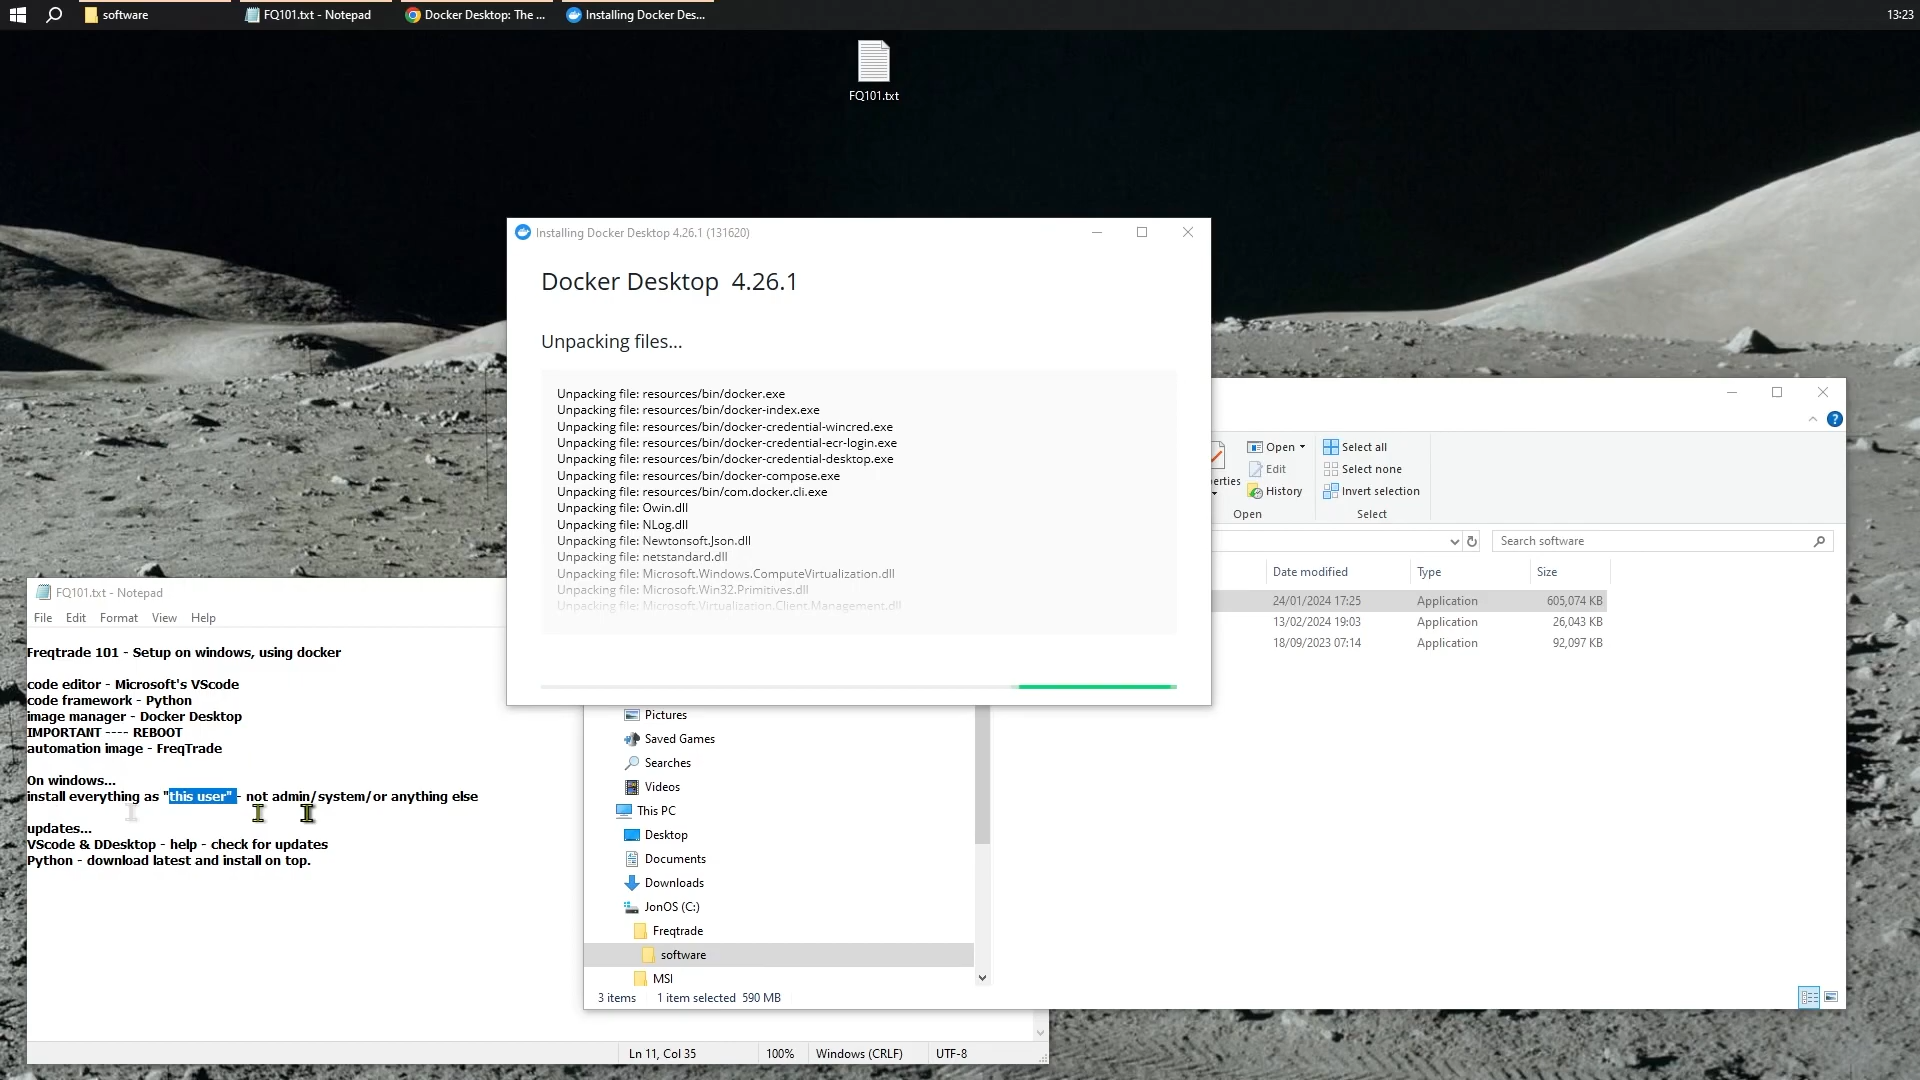 software
FQ101.txt - Notepad
Docker Desktop: The ...
Installing Docker Des...
13:23
FQ101.txt
Installing Docker Desktop 4.26.1 (131620)
Docker Desktop 4.26.1
Unpacking files...
Unpacking file: resources/bin/docker.exe
Unpacking file: resources/bin/docker-index.exe
Unpacking file: resources/bin/docker-credential-wincred.exe
Unpacking file: resources/bin/docker-credential-ecr-login.exe
Unpacking file: resources/bin/docker-credential-desktop.exe
Unpacking file: resources/bin/docker-compose.exe
Unpacking file: resources/bin/com.docker.cli.exe
Unpacking file: Owin.dll
Unpacking file: NLog.dll
Unpacking file: Newtonsoft.Json.dll
Unpacking file: netstandard.dll
Unpacking file: Microsoft.Windows.ComputeVirtualization.dll
Unpacking file: Microsoft.Win32.Primitives.dll
Unpacking file: Microsoft.Virtualization.Client.Management.dll
erties
Open
Edit
History
Open
Select all
Select none
Invert selection
Select
Search software
Date modified
Type
Size
24/01/2024 17:25
Application
605,074 KB
13/02/2024 19:03
Application
26,043 KB
18/09/2023 07:14
Application
92,097 KB
Pictures
Saved Games
Searches
Videos
This PC
Desktop
Documents
Downloads
JonOS (C:)
Freqtrade
software
MSI
3 items
1 item selected 590 MB
FQ101.txt - Notepad
File
Edit
Format
View
Help
Freqtrade 101 - Setup on windows, using docker
code editor - Microsoft's VScode
code framework - Python
image manager - Docker Desktop
IMPORTANT ---- REBOOT
automation image - FreqTrade
On windows...
install everything as "this user" - not admin/system/or anything else
updates...
VScode & DDesktop - help - check for updates
Python - download latest and install on top.
Ln 11, Col 35
100%
Windows (CRLF)
UTF-8